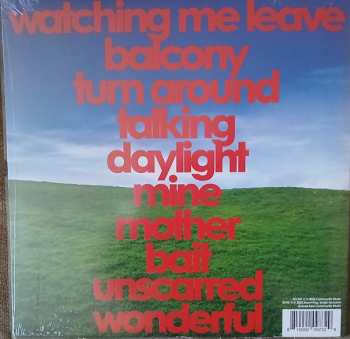 watching me leave
balcony
turn around
talking
daylight
mine
mother
bait
unscarred
wonderful